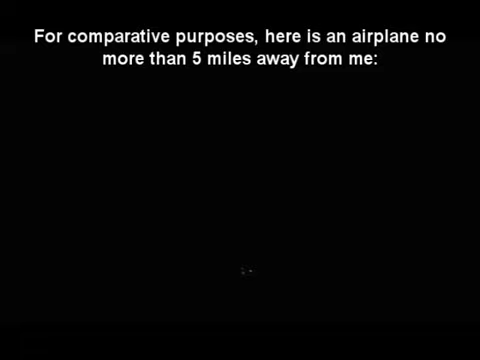 For comparative purposes, here is an airplane no
more than 5 miles away from me: